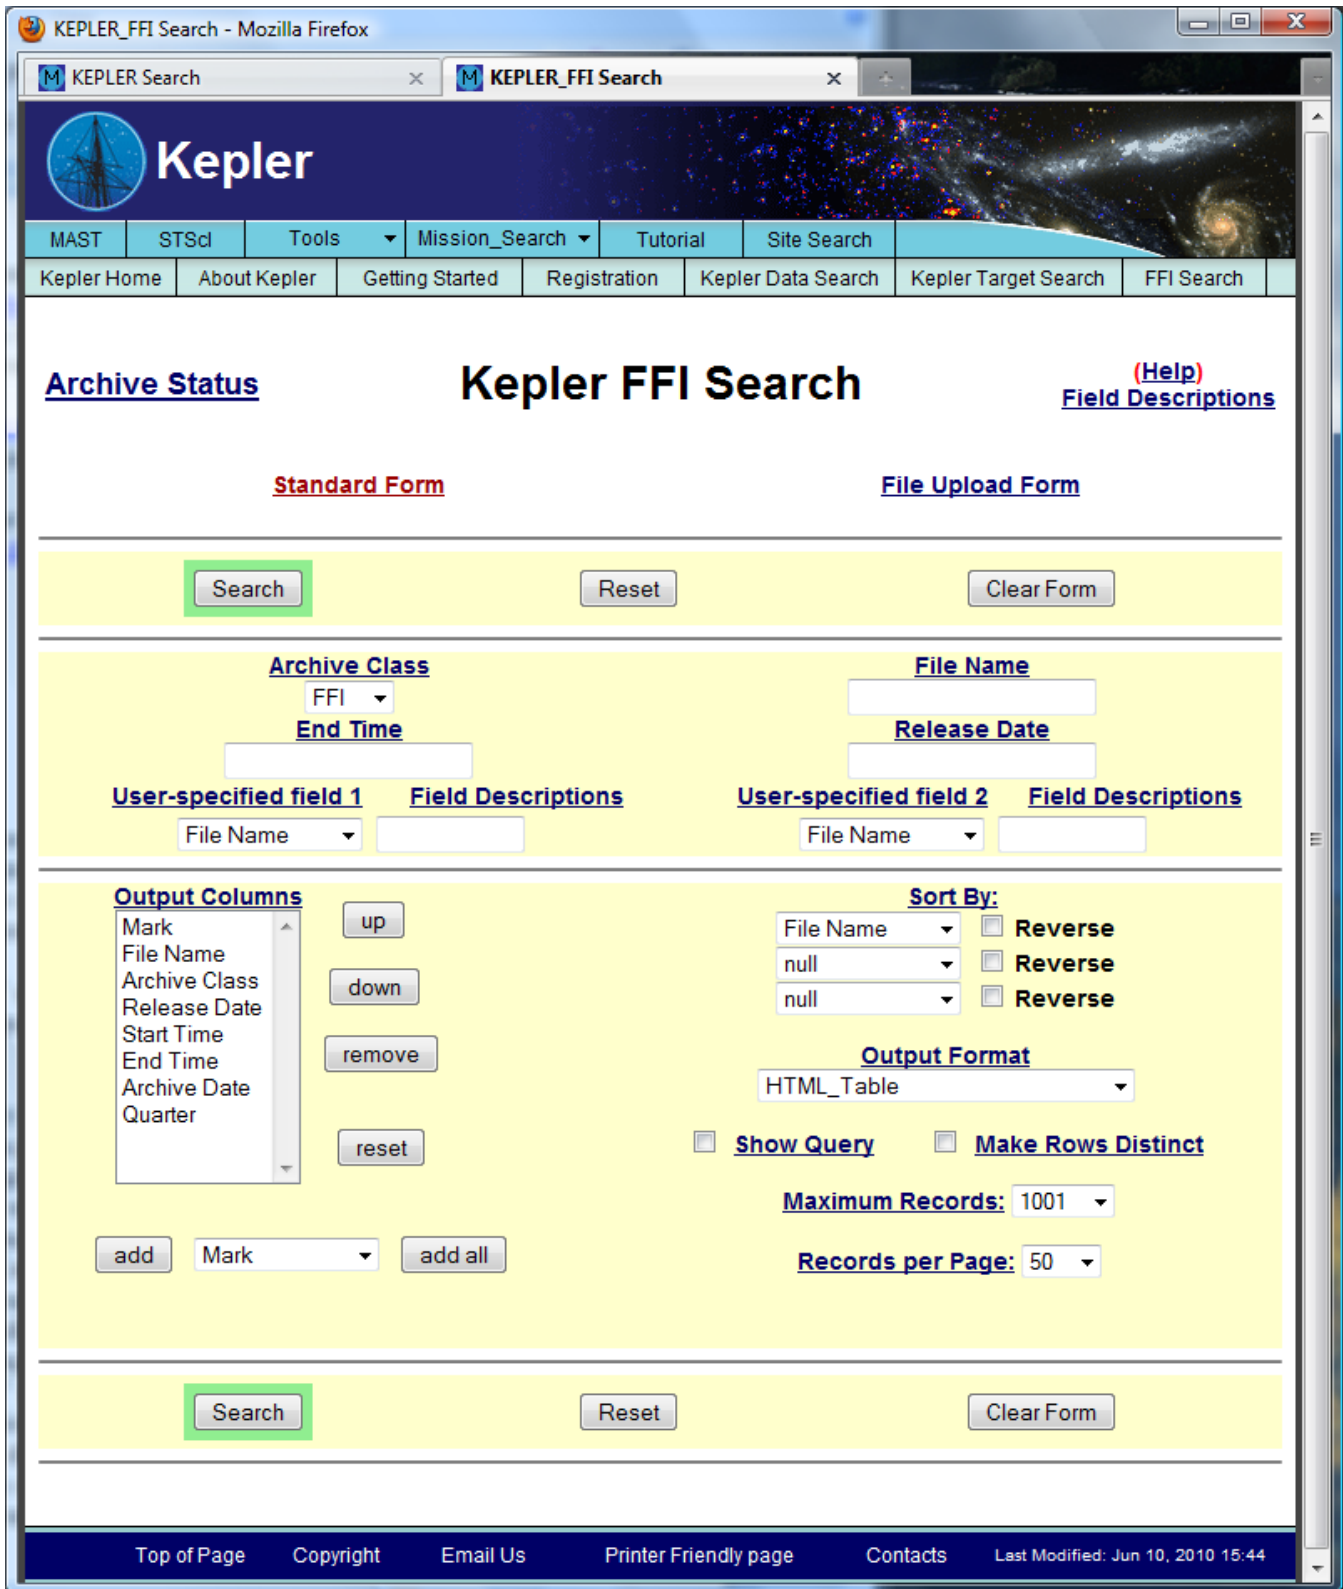 KEPLER_FFI Search - Mozilla Firefox
KEPLER Search KEPLER_FFI Search
Kepler
MAST STScI Tools Mission_Search Tutorial Site Search
Kepler Home About Kepler Getting Started Registration Kepler Data Search Kepler Target Search FFI Search
Archive Status Kepler FFI Search (Help)
Field Descriptions
Standard Form File Upload Form
Search Reset Clear Form
Archive Class File Name
FFI
End Time Release Date
User-specified field 1 Field Descriptions User-specified field 2 Field Descriptions
File Name File Name
Output Columns Sort By:
Mark up File Name Reverse
File Name
Archive Class null Reverse
Release Date down null Reverse
Start Time
End Time remove Output Format
Archive Date HTML_Table
Quarter
reset Show Query Make Rows Distinct
Maximum Records: 1001
add Mark add all Records per Page: 50
Search Reset Clear Form
Top of Page Copyright Email Us Printer Friendly page Contacts Last Modified: Jun 10, 2010 15:44